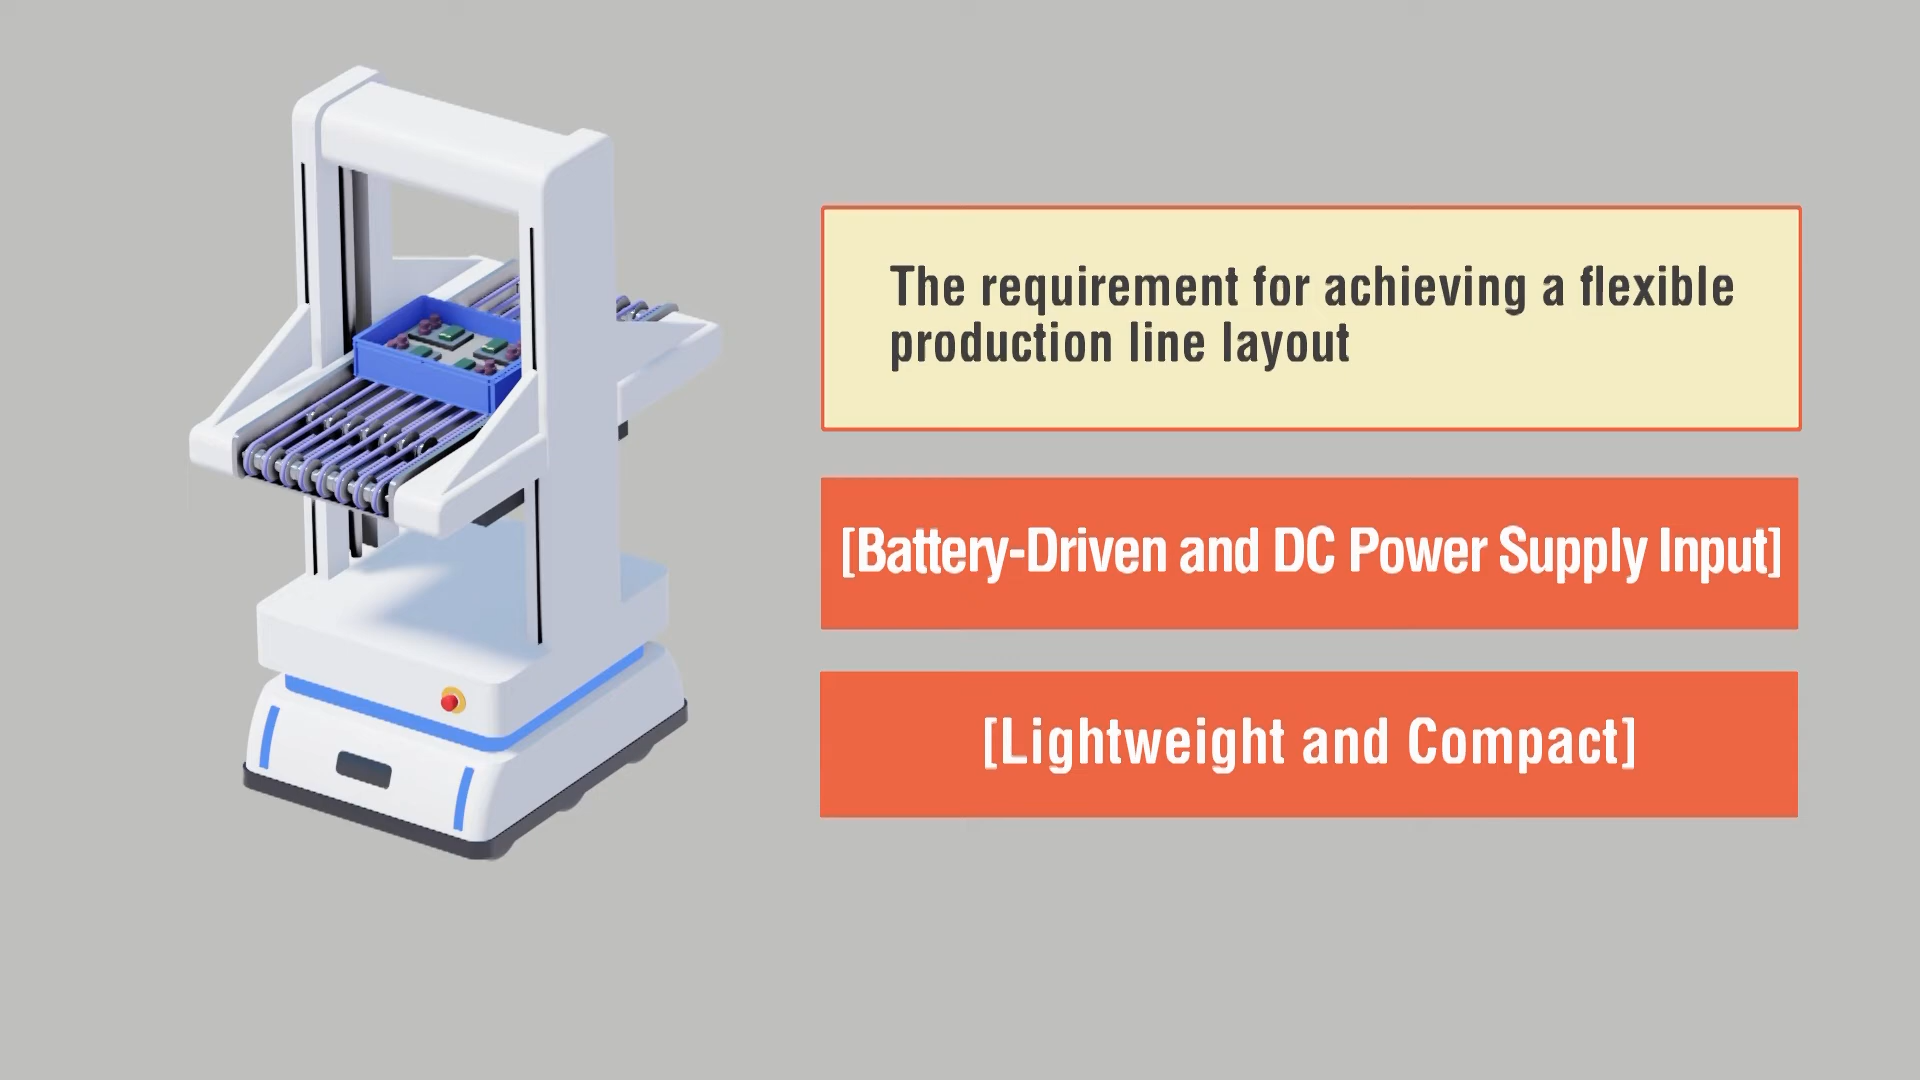 The requirement for achieving a flexible
production line layout
[Battery-Driven and DC Power Supply Input]
[Lightweight and Compact]